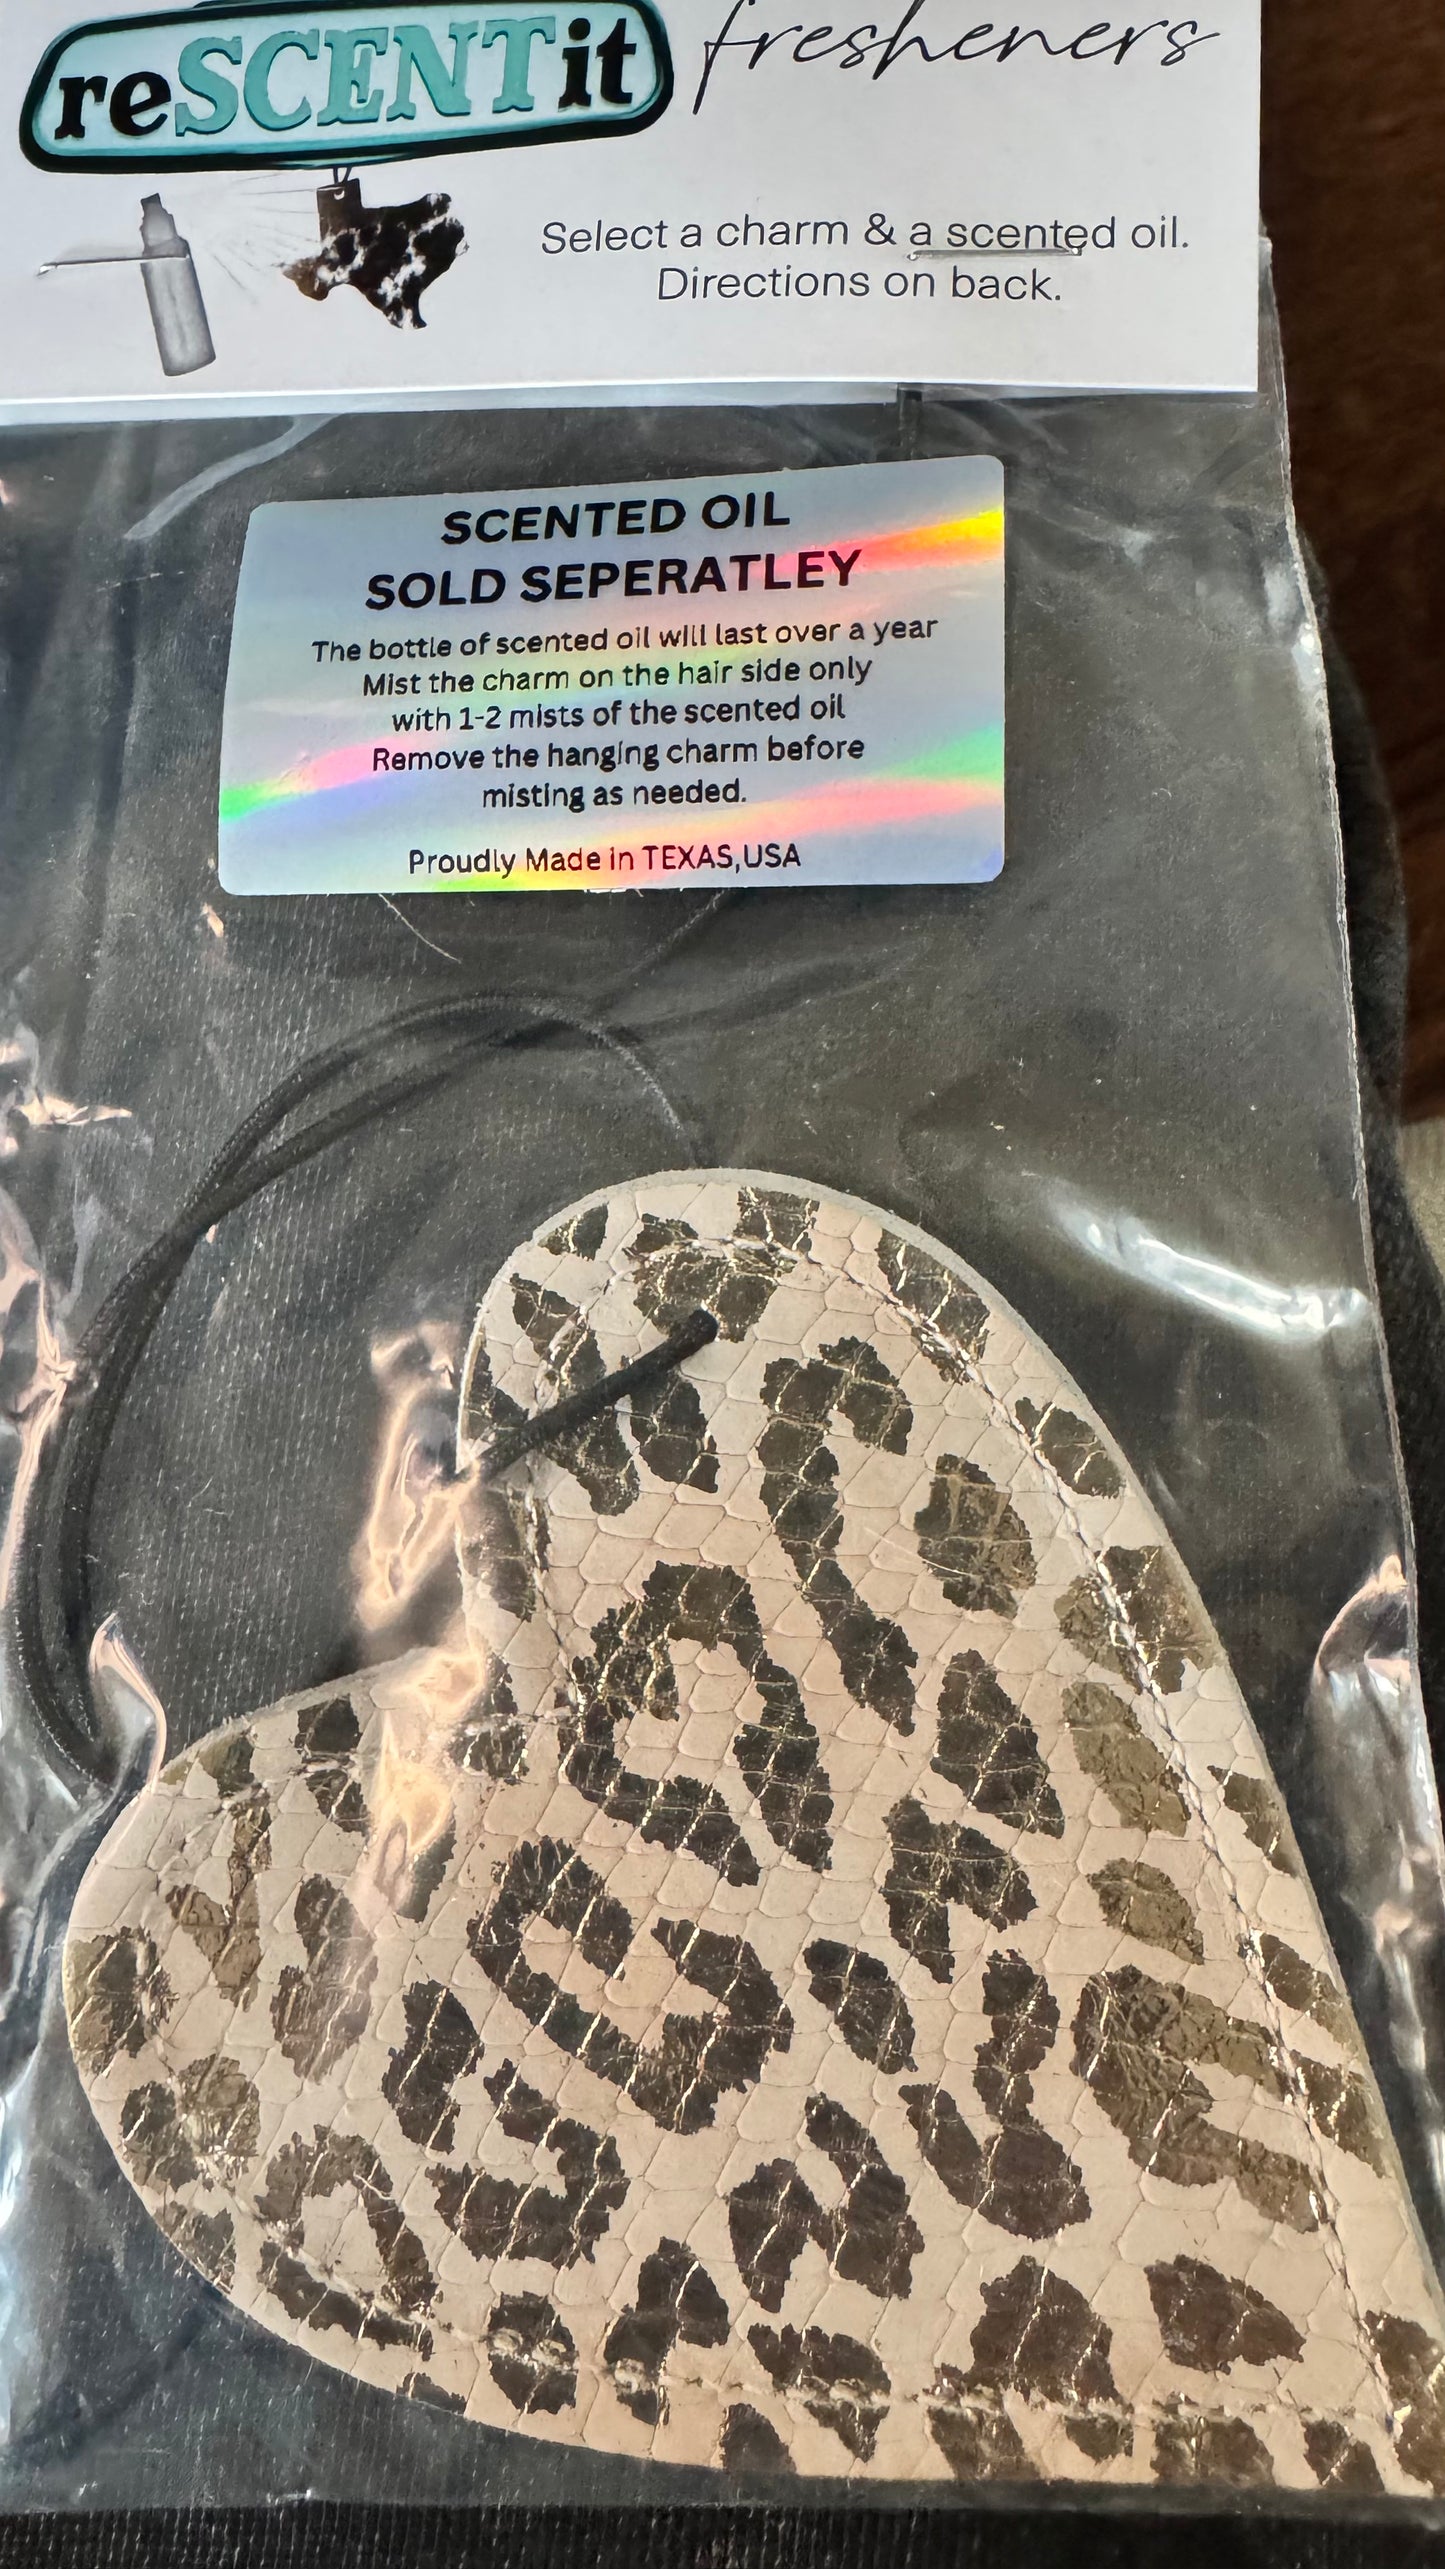 reSCENTit fresheners
Select a charm & a scented oil.
Directions on back.
SCENTED OIL
SOLD SEPERATLEY
The bottle of scented oil will last over a year
Mist the charm on the hair side only
with 1-2 mists of the scented oil
Remove the hanging charm before
misting as needed.
Proudly Made in TEXAS,USA